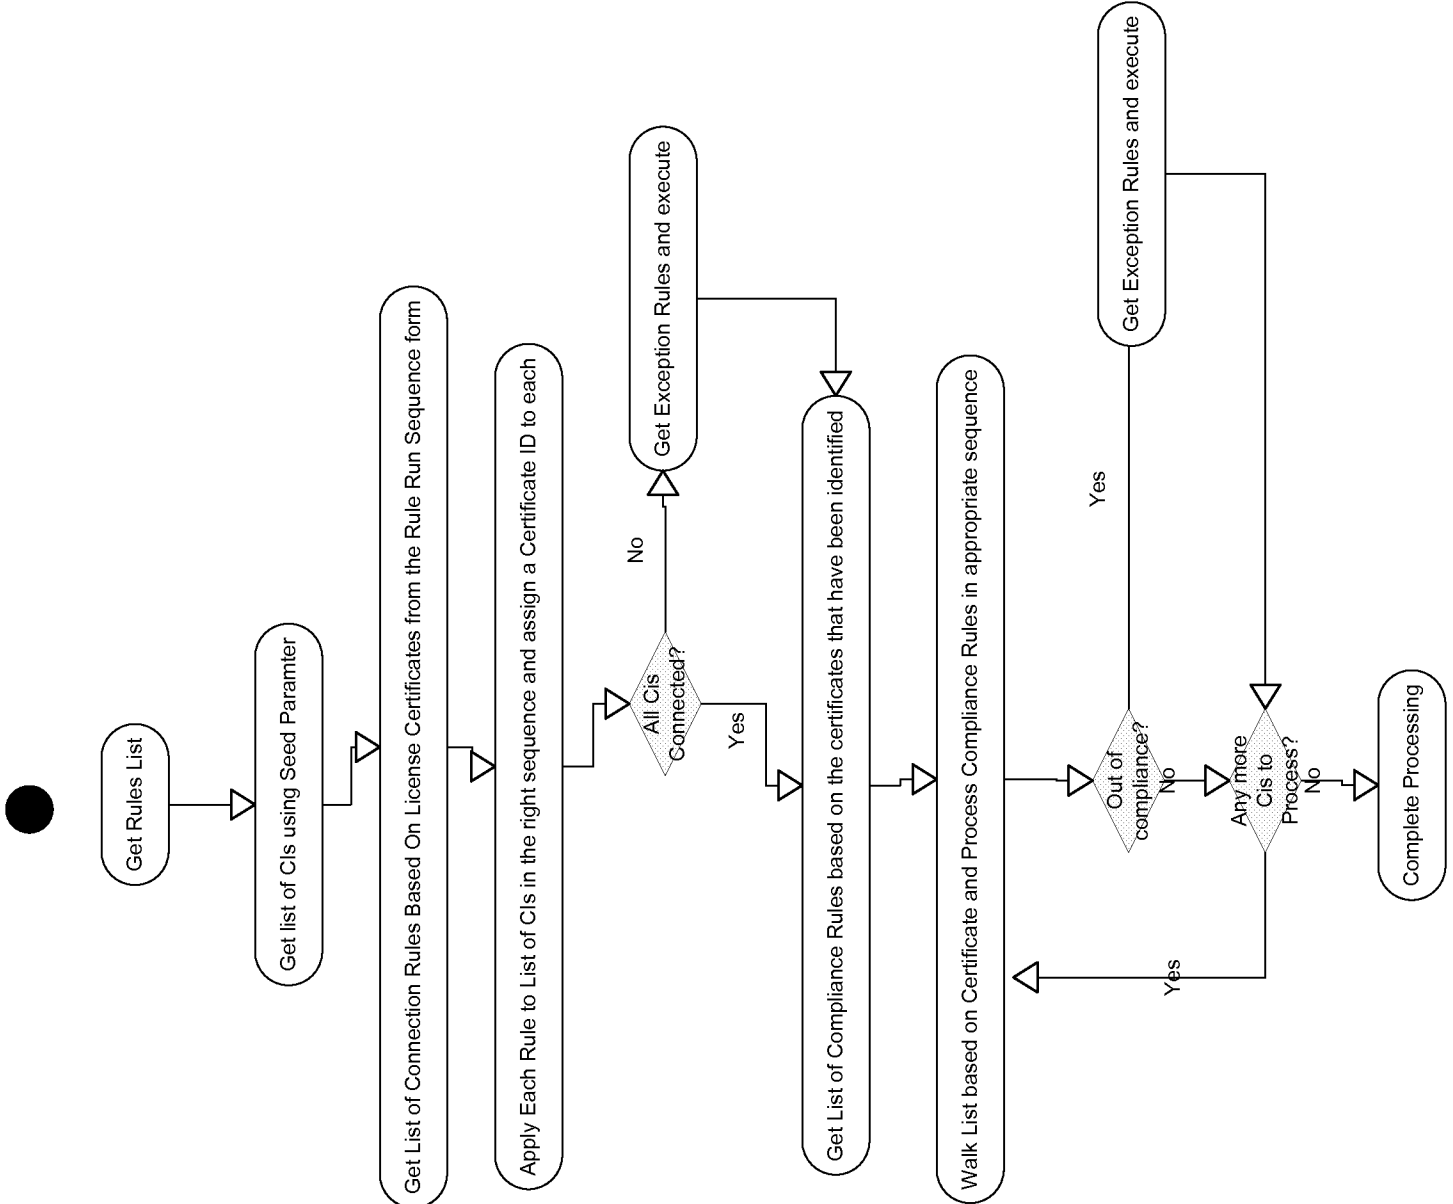 Get Rules List
Get list of CIs using Seed Paramter
Get List of Connection Rules Based On License Certificates from the Rule Run Sequence form
Apply Each Rule to List of CIs in the right sequence and assign a Certificate ID to each
All Cis
Connected?
No
Get Exception Rules and execute
Yes
Get List of Compliance Rules based on the certificates that have been identified
Walk List based on Certificate and Process Compliance Rules in appropriate sequence
Out of
compliance?
Yes
Get Exception Rules and execute
No
Any more
Cis to
Process?
Yes
No
Complete Processing